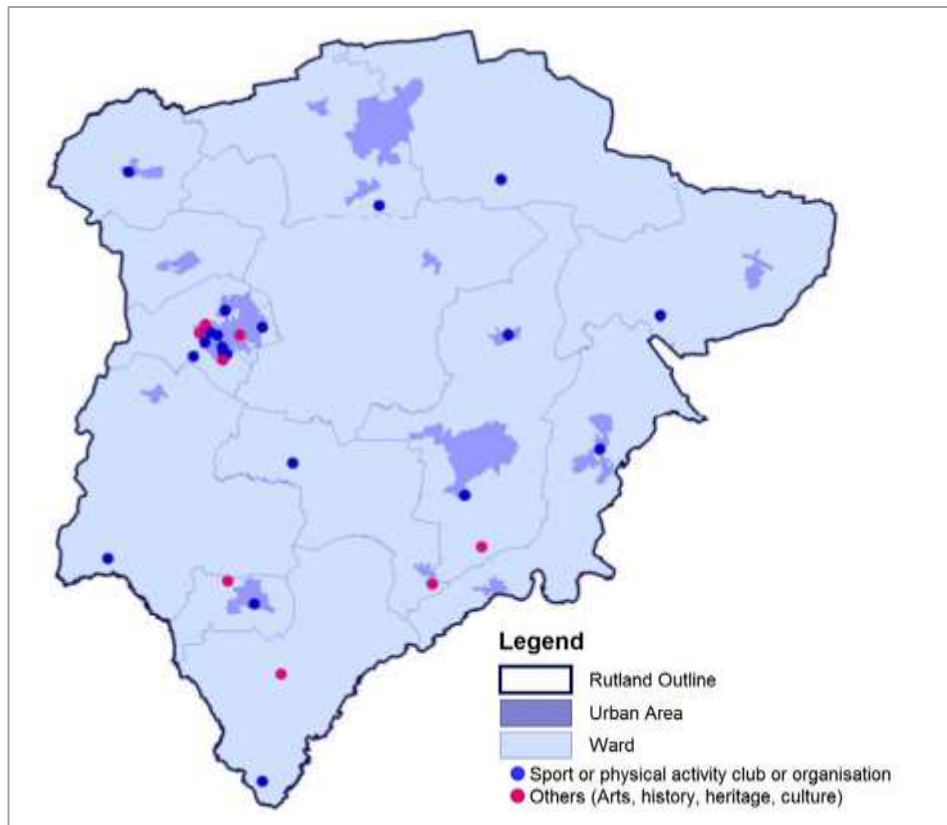 Legend
Rutland Outline
Urban Area
Ward
Sport or physical activity club or organisation
Others (Arts, history, heritage, culture)